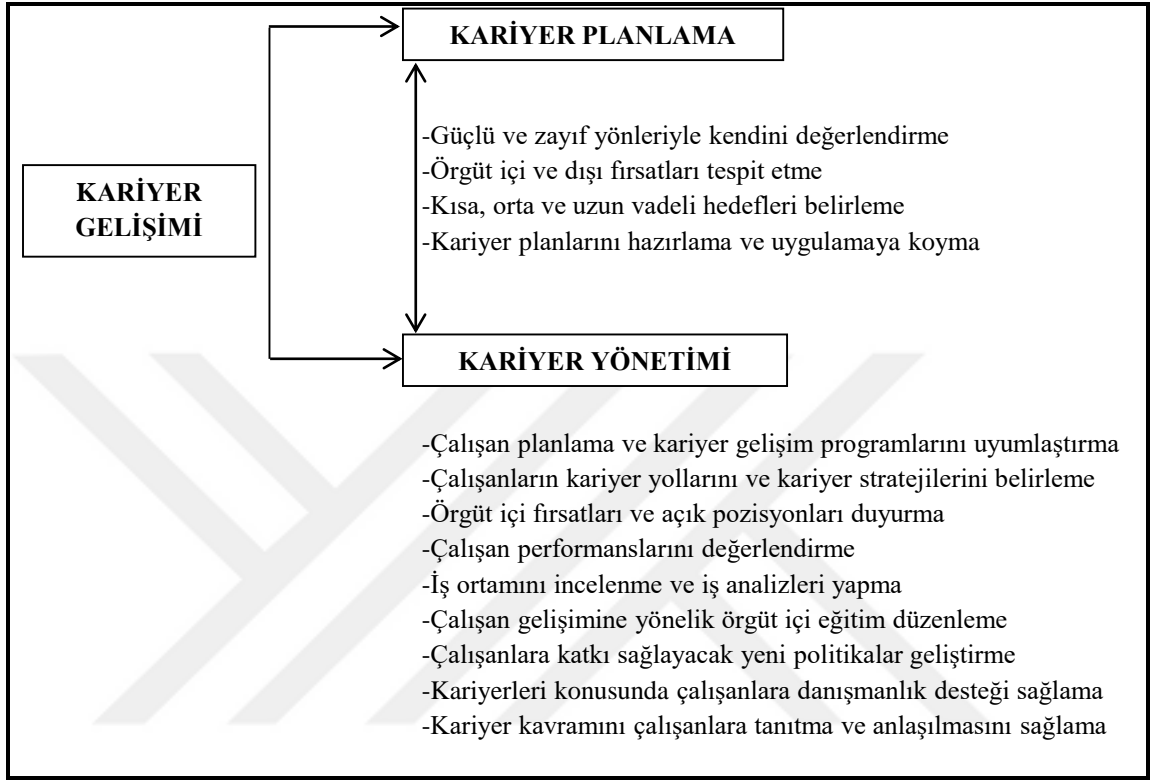 KARİYER PLANLAMA
-Güçlü ve zayıf yönleriyle kendini değerlendirme
-Örgüt içi ve dışı fırsatları tespit etme
-Kısa, orta ve uzun vadeli hedefleri belirleme
-Kariyer planlarını hazırlama ve uygulamaya koyma
KARİYER
GELİŞİMİ
KARİYER YÖNETİMİ
-Çalışan planlama ve kariyer gelişim programlarını uyumlaştırma
-Çalışanların kariyer yollarını ve kariyer stratejilerini belirleme
-Örgüt içi fırsatları ve açık pozisyonları duyurma
-Çalışan performanslarını değerlendirme
-İş ortamını incelenme ve iş analizleri yapma
-Çalışan gelişimine yönelik örgüt içi eğitim düzenleme
-Çalışanlara katkı sağlayacak yeni politikalar geliştirme
-Kariyerleri konusunda çalışanlara danışmanlık desteği sağlama
-Kariyer kavramını çalışanlara tanıtma ve anlaşılmasını sağlama